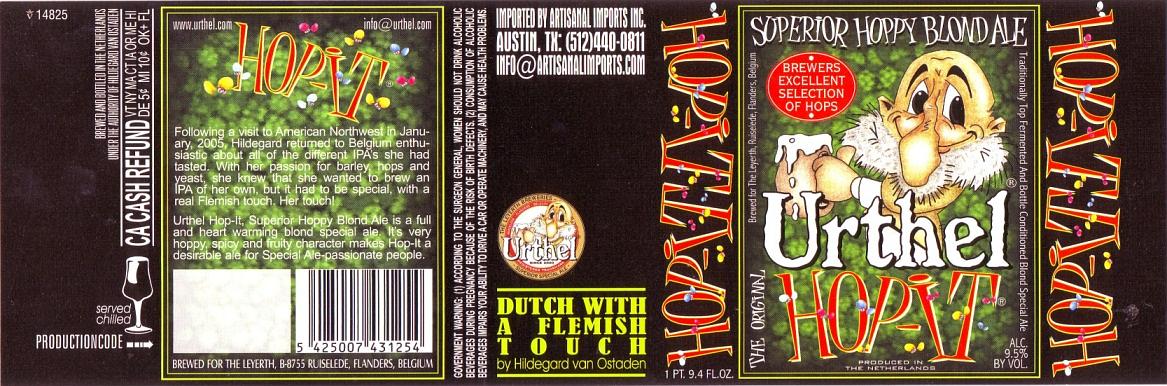 14825
BREWED AND BOTTLED IN THE NETHERLANDS
UNDER THE AUTHORITY OF HILDEGARD VAN OSTADEN
CA CASH REFUND VT NY MA CT IA OR ME HI
DE 5¢ M 10¢ OK+FL
served
chilled
PRODUCTIONCODE
www.urthel.com
info@urthel.com
HOP-IT®
Following a visit to American Northwest in Janu-
ary, 2005, Hildegard returned to Belgium enthu-
siastic about all of the different IPA's she had
tasted. With her passion for barley, hops and
yeast, she knew that she wanted to brew an
IPA of her own, but it had to be special, with a
real Flemish touch. Her touch!
Urthel Hop-It, Superior Hoppy Blond Ale is a full
and heart warming blond special ale. It's very
hoppy, spicy and fruity character makes Hop-It a
desirable ale for Special Ale-passionate people.
5 425007 431254
BREWED FOR THE LEYERTH, B-8755 RUISELEDE, FLANDERS, BELGIUM
GOVERNMENT WARNING: (1) ACCORDING TO THE SURGEON GENERAL, WOMEN SHOULD NOT DRINK ALCOHOLIC
BEVERAGES DURING PREGNANCY BECAUSE OF THE RISK OF BIRTH DEFECTS. (2) CONSUMPTION OF ALCOHOLIC
BEVERAGES IMPAIRS YOUR ABILITY TO DRIVE A CAR OR OPERATE MACHINERY, AND MAY CAUSE HEALTH PROBLEMS.
IMPORTED BY ARTISANAL IMPORTS INC.
AUSTIN, TX: (512)440-0811
INFO@ARTISANALIMPORTS.COM
Urthel
SUPERIOR SPECIAL ALE
DUTCH WITH
A FLEMISH
TOUCH
by Hildegard van Ostaden
HOP-IT HOP-IT
1 PT. 9.4 FL.OZ.
SUPERIOR HOPPY BLOND ALE
BREWERS
EXCELLENT
SELECTION
OF HOPS
Brewed for The Leyerth, Ruiselede, Flanders, Belgium
Traditionally Top Fermented And Bottle Conditioned Blond Special Ale
Urthel®
THE ORIGINAL
HOP-IT®
ALC.
9.5%
BY VOL.
PRODUCED IN
THE NETHERLANDS
HOP-IT HOP-IT